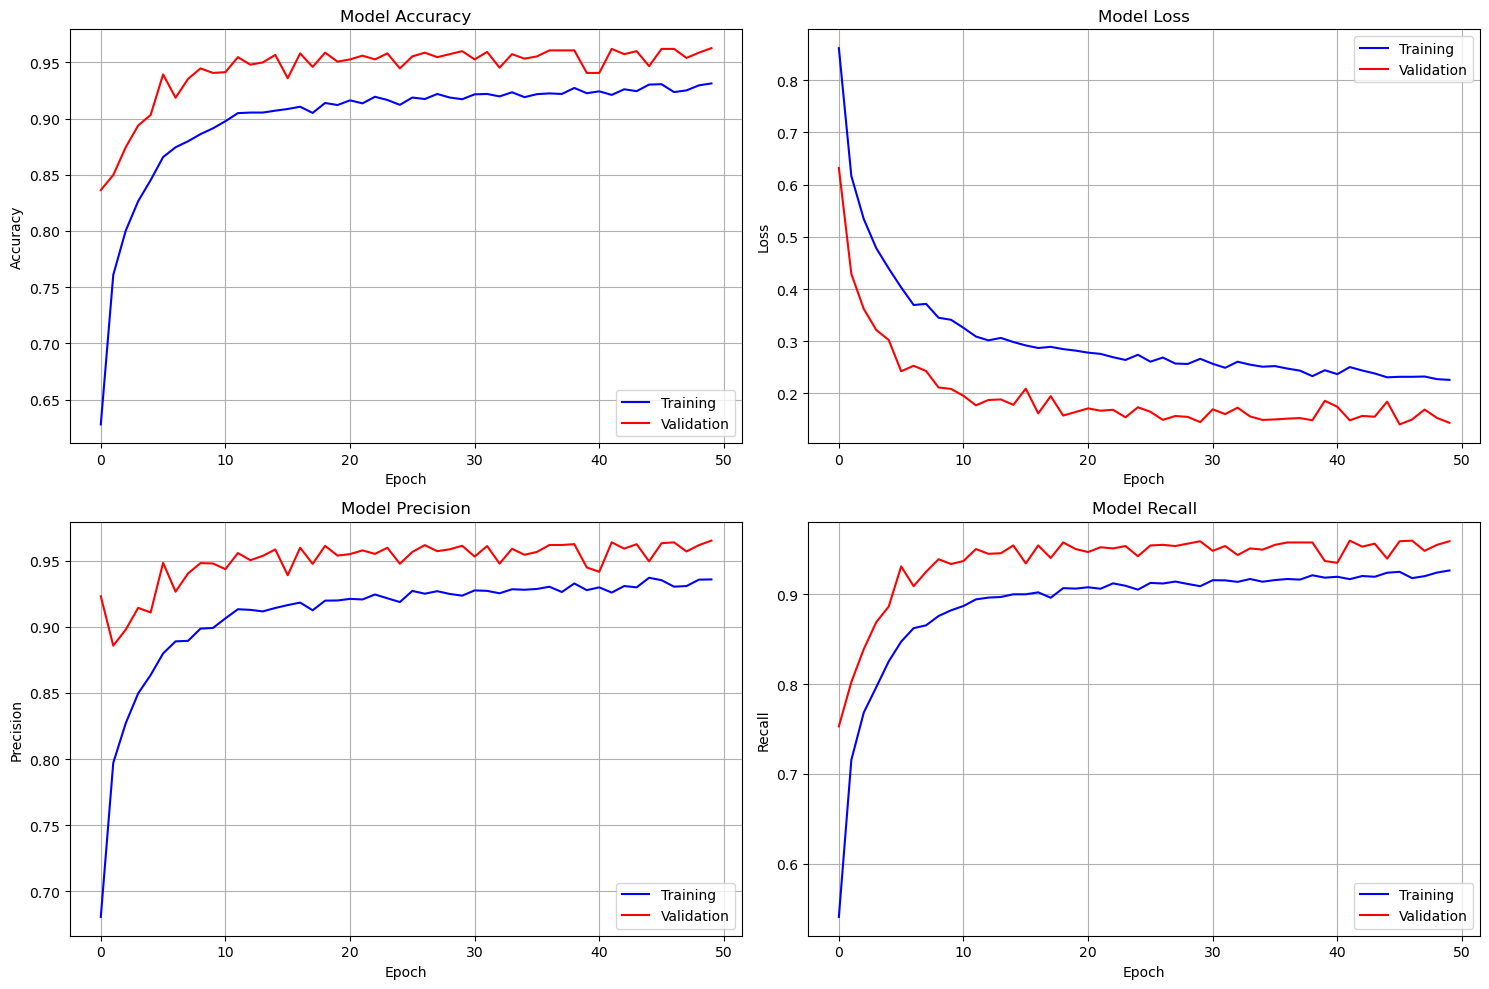 Model Accuracy
Accuracy
0.95
0.90
0.85
0.80
0.75
0.70
0.65
0 10 20 30 40 50
Epoch
Training
Validation
Model Loss
Loss
0.8
0.7
0.6
0.5
0.4
0.3
0.2
0 10 20 30 40 50
Epoch
Training
Validation
Model Precision
Precision
0.95
0.90
0.85
0.80
0.75
0.70
0 10 20 30 40 50
Epoch
Training
Validation
Model Recall
Recall
0.9
0.8
0.7
0.6
0 10 20 30 40 50
Epoch
Training
Validation